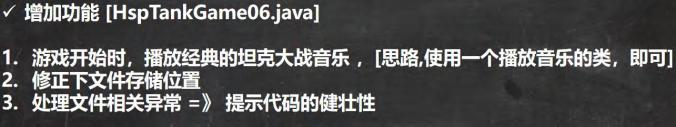 ✓ 增加功能 [HspTankGame06.java]
1. 游戏开始时，播放经典的坦克大战音乐 ，[思路,使用一个播放音乐的类，即可]
2. 修正下文件存储位置
3. 处理文件相关异常 =》 提示代码的健壮性